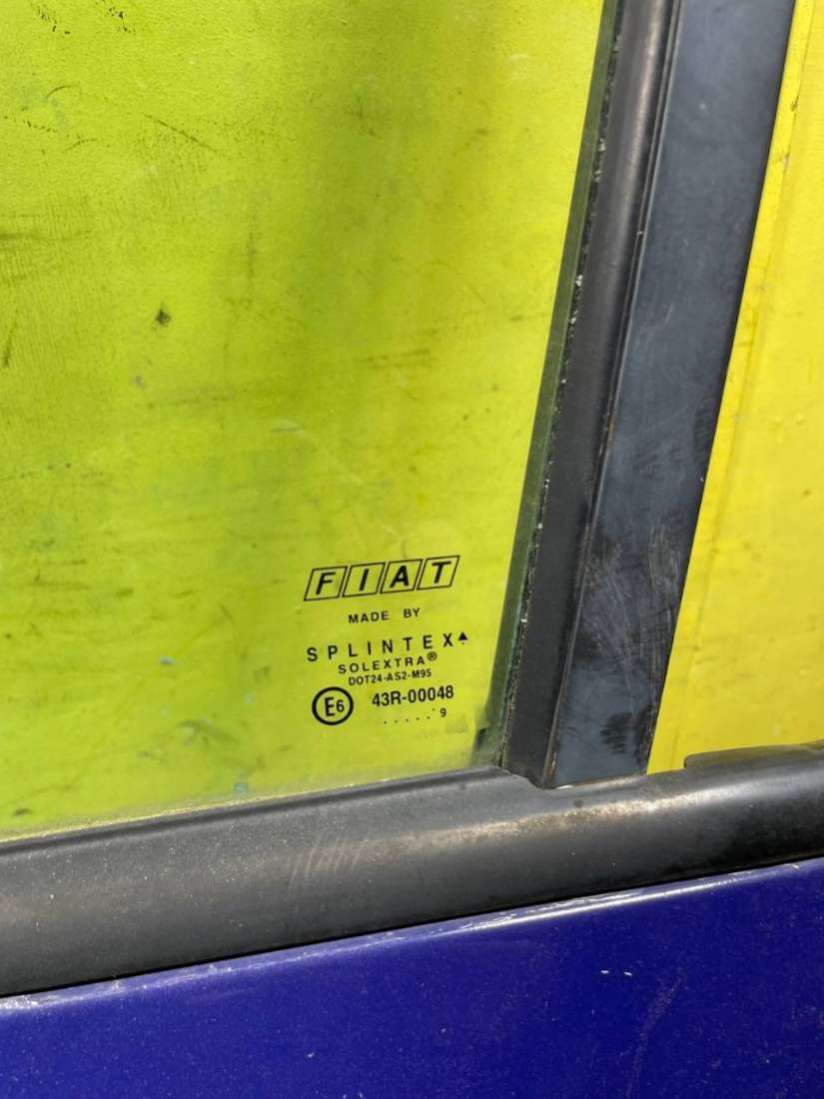 FIAT
MADE BY
SPLINTEX
SOLEXTRA®
DOT24-AS2-M95
E6 43R-00048
.....'9